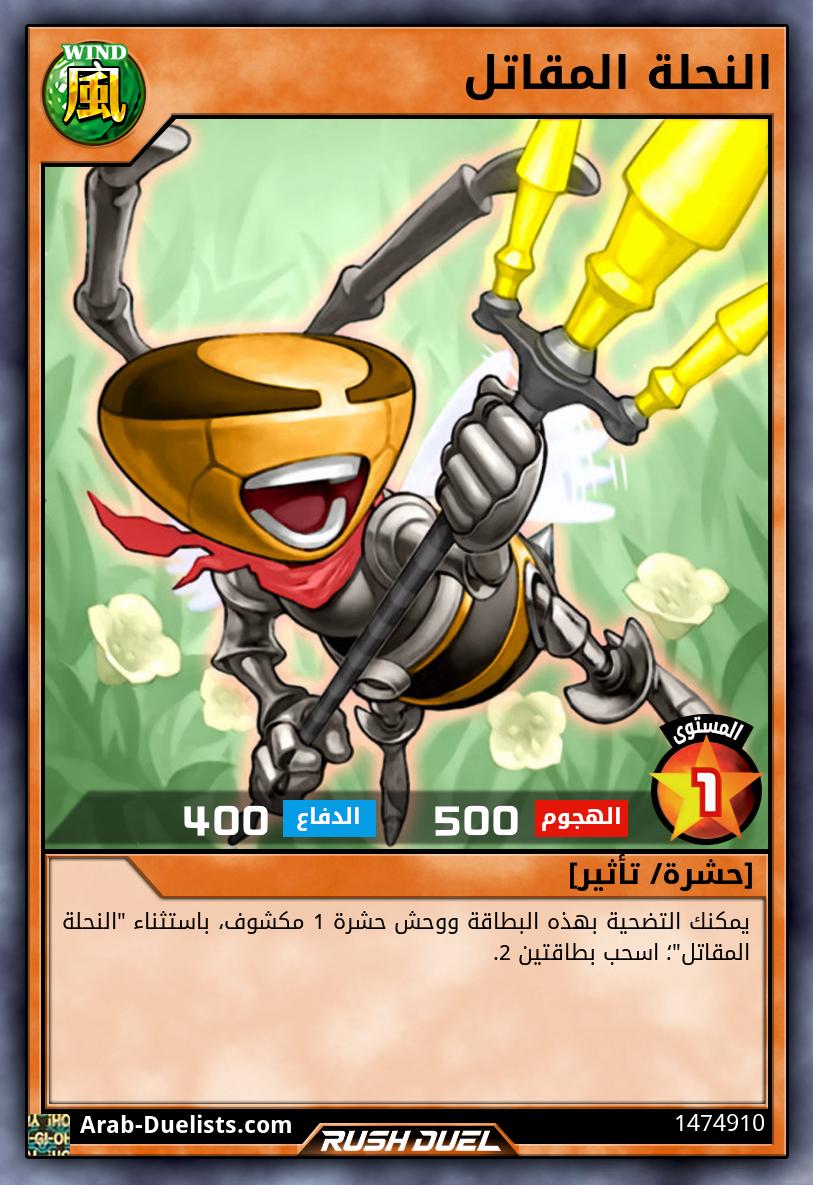 النحلة المقاتل
WIND
風
المستوى
1
الهجوم 500 الدفاع 400
[حشرة/ تأثير]
يمكنك التضحية بهذه البطاقة ووحش حشرة 1 مكشوف، باستثناء "النحلة
المقاتل"؛ اسحب بطاقتين 2.
Arab-Duelists.com
RUSH DUEL
1474910